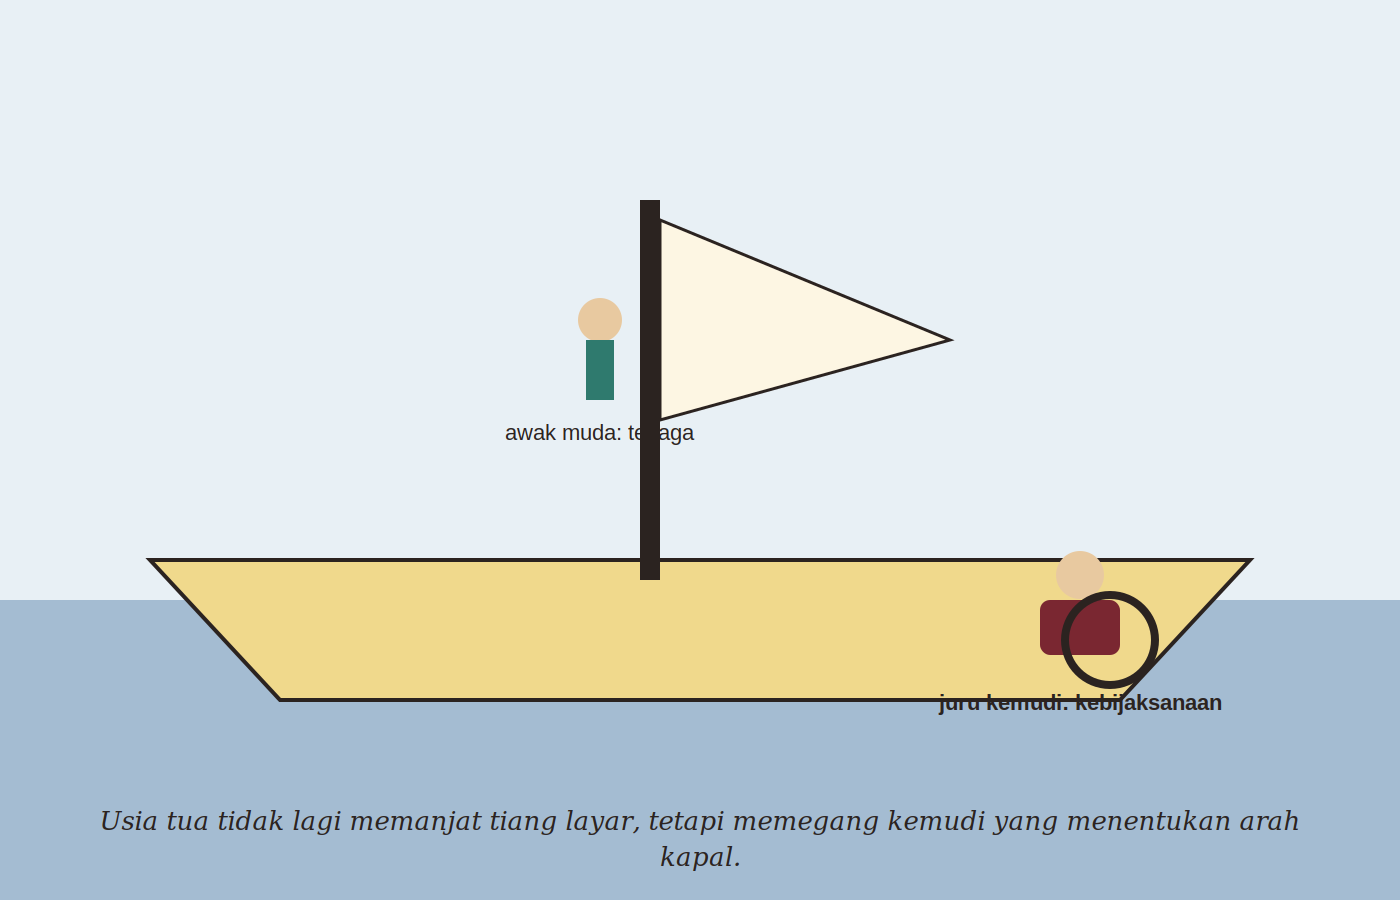 awak muda: tenaga
juru kemudi: kebijaksanaan
Usia tua tidak lagi memanjat tiang layar, tetapi memegang kemudi yang menentukan arah
kapal.